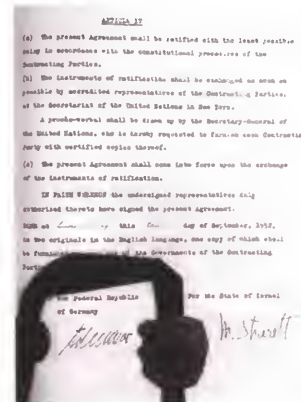 ARTICLE 17
(a) The present Agreement shall be ratified with the least possible
delay in accordance with the constitutional procedures of the
Contracting Parties.
(b) The instruments of ratification shall be exchanged as soon as
possible by accredited representatives of the Contracting Parties,
at the Secretariat of the United Nations in New York.
A procès-verbal shall be drawn up by the Secretary-General of
the United Nations, who is hereby requested to furnish each Contracting
Party with certified copies thereof.
(c) The present Agreement shall come into force upon the exchange
of the instruments of ratification.
IN FAITH WHEREOF the undersigned representatives duly
authorised thereto have signed the present Agreement.
DONE at this day of September, 1952,
in two originals in the English language, one copy of which shall
be furnished of the Governments of the Contracting
the Federal Republic
of Germany
For the State of Israel
M. Sharett